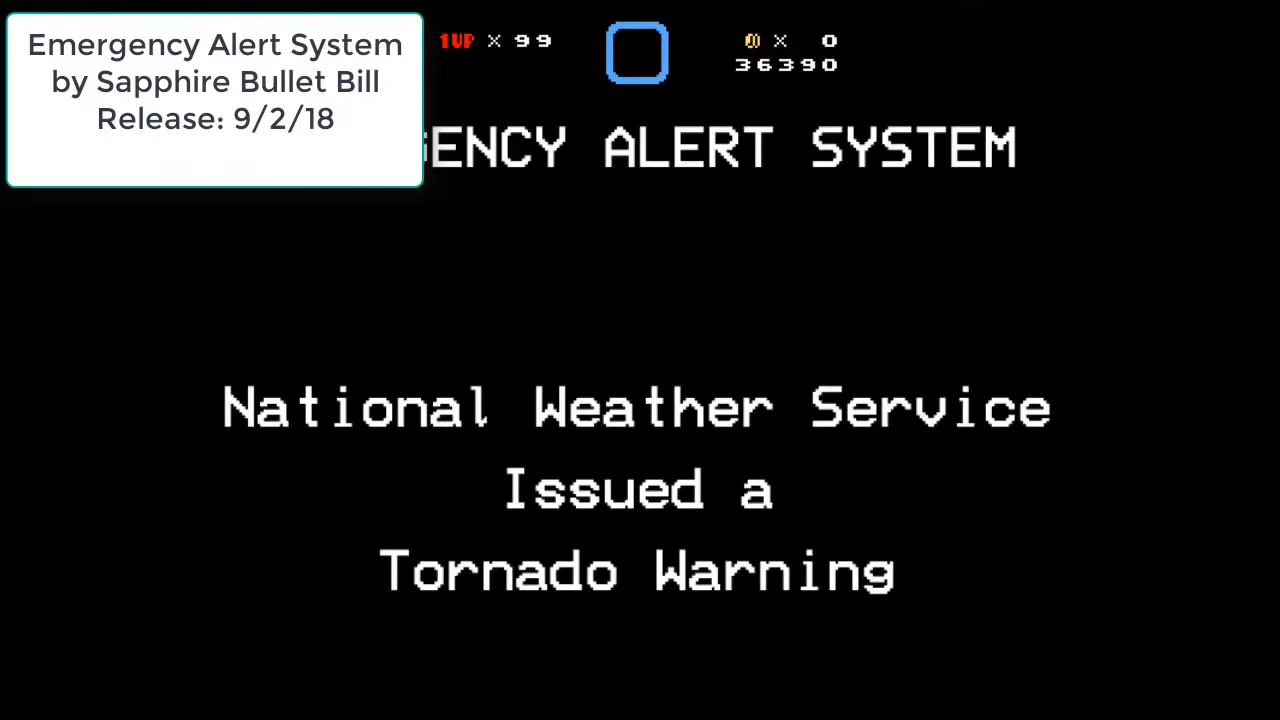 Emergency Alert System
by Sapphire Bullet Bill
Release: 9/2/18
1UP × 99
× 0
36390
GENCY ALERT SYSTEM
National Weather Service
Issued a
Tornado Warning